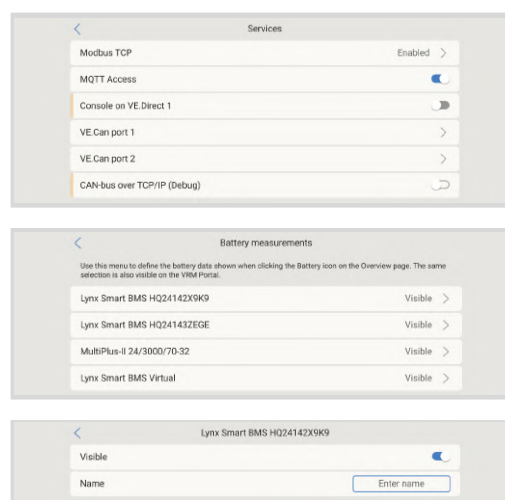 Services
Modbus TCP Enabled
MQTT Access
Console on VE.Direct 1
VE.Can port 1
VE.Can port 2
CAN-bus over TCP/IP (Debug)
Battery measurements
Use this menu to define the battery data shown when clicking the Battery icon on the Overview page. The same
selection is also visible on the VRM Portal.
Lynx Smart BMS HQ24142X9K9 Visible
Lynx Smart BMS HQ24143ZEGE Visible
MultiPlus-II 24/3000/70-32 Visible
Lynx Smart BMS Virtual Visible
Lynx Smart BMS HQ24142X9K9
Visible
Name Enter name